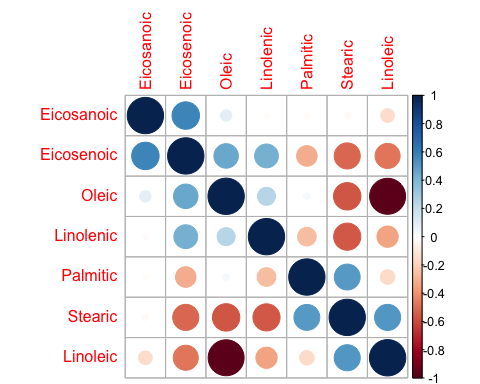 Eicosanoic
Eicosenoic
Oleic
Linolenic
Palmitic
Stearic
Linoleic
Eicosanoic
Eicosenoic
Oleic
Linolenic
Palmitic
Stearic
Linoleic
1
0.8
0.6
0.4
0.2
0
-0.2
-0.4
-0.6
-0.8
-1